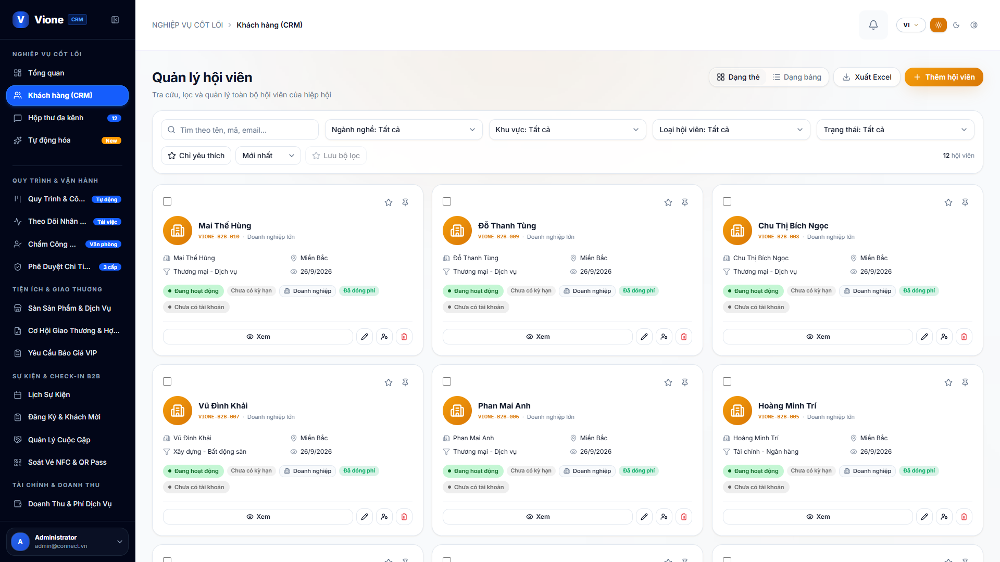 V Vione CRM
NGHIỆP VỤ CỐT LÕI
Tổng quan
Khách hàng (CRM)
Hộp thư đa kênh 12
Tự động hóa New
QUY TRÌNH & VẬN HÀNH
Quy Trình & Cô... Tự động
Theo Dõi Nhân ... Tải việc
Chấm Công ... Văn phòng
Phê Duyệt Chi Ti... 3 cấp
TIỆN ÍCH & GIAO THƯƠNG
Sàn Sản Phẩm & Dịch Vụ
Cơ Hội Giao Thương & Hợ...
Yêu Cầu Báo Giá VIP
SỰ KIỆN & CHECK-IN B2B
Lịch Sự Kiện
Đăng Ký & Khách Mời
Quản Lý Cuộc Gặp
Soát Vé NFC & QR Pass
TÀI CHÍNH & DOANH THU
Doanh Thu & Phí Dịch Vụ
A Administrator
admin@connect.vn
NGHIỆP VỤ CỐT LÕI > Khách hàng (CRM)
VI
Quản lý hội viên
Tra cứu, lọc và quản lý toàn bộ hội viên của hiệp hội
Dạng thẻ Dạng bảng Xuất Excel + Thêm hội viên
Tìm theo tên, mã, email... Ngành nghề: Tất cả Khu vực: Tất cả Loại hội viên: Tất cả Trạng thái: Tất cả
Chỉ yêu thích Mới nhất Lưu bộ lọc 12 hội viên
Mai Thế Hùng
VIONE-B2B-010 · Doanh nghiệp lớn
Mai Thế Hùng Miền Bắc
Thương mại - Dịch vụ 26/9/2026
Đang hoạt động Chưa có kỳ hạn Doanh nghiệp Đã đóng phí
Chưa có tài khoản
Xem
Đỗ Thanh Tùng
VIONE-B2B-009 · Doanh nghiệp lớn
Đỗ Thanh Tùng Miền Bắc
Thương mại - Dịch vụ 26/9/2026
Đang hoạt động Chưa có kỳ hạn Doanh nghiệp Đã đóng phí
Chưa có tài khoản
Xem
Chu Thị Bích Ngọc
VIONE-B2B-008 · Doanh nghiệp lớn
Chu Thị Bích Ngọc Miền Bắc
Thương mại - Dịch vụ 26/9/2026
Đang hoạt động Chưa có kỳ hạn Doanh nghiệp Đã đóng phí
Chưa có tài khoản
Xem
Vũ Đình Khải
VIONE-B2B-007 · Doanh nghiệp lớn
Vũ Đình Khải Miền Bắc
Xây dựng - Bất động sản 26/9/2026
Đang hoạt động Chưa có kỳ hạn Doanh nghiệp Đã đóng phí
Chưa có tài khoản
Xem
Phan Mai Anh
VIONE-B2B-006 · Doanh nghiệp lớn
Phan Mai Anh Miền Bắc
Thương mại - Dịch vụ 26/9/2026
Đang hoạt động Chưa có kỳ hạn Doanh nghiệp Đã đóng phí
Chưa có tài khoản
Xem
Hoàng Minh Trí
VIONE-B2B-005 · Doanh nghiệp lớn
Hoàng Minh Trí Miền Bắc
Tài chính - Ngân hàng 26/9/2026
Đang hoạt động Chưa có kỳ hạn Doanh nghiệp Đã đóng phí
Chưa có tài khoản
Xem